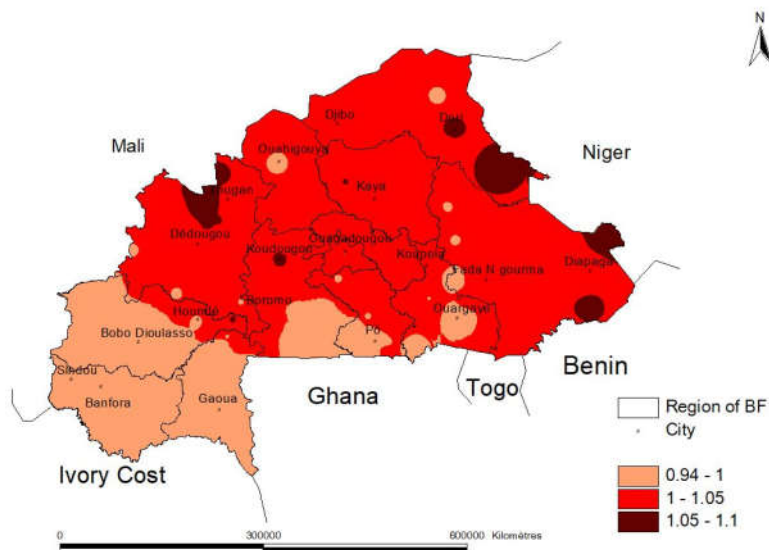 N
Mali
Niger
Djibo
Dori
Ouahigouya
Kaya
Tougan
Dédougou
Koudougou
Ouagadougou
Koupela
Fada N gourma
Diapaga
Boromo
Houndé
Ouargaye
Bobo Dioulasso
Pô
Sindou
Banfora
Gaoua
Ghana
Togo
Benin
Ivory Cost
Region of BF
City
0.94 - 1
1 - 1.05
1.05 - 1.1
0 300000 600000 Kilomètres